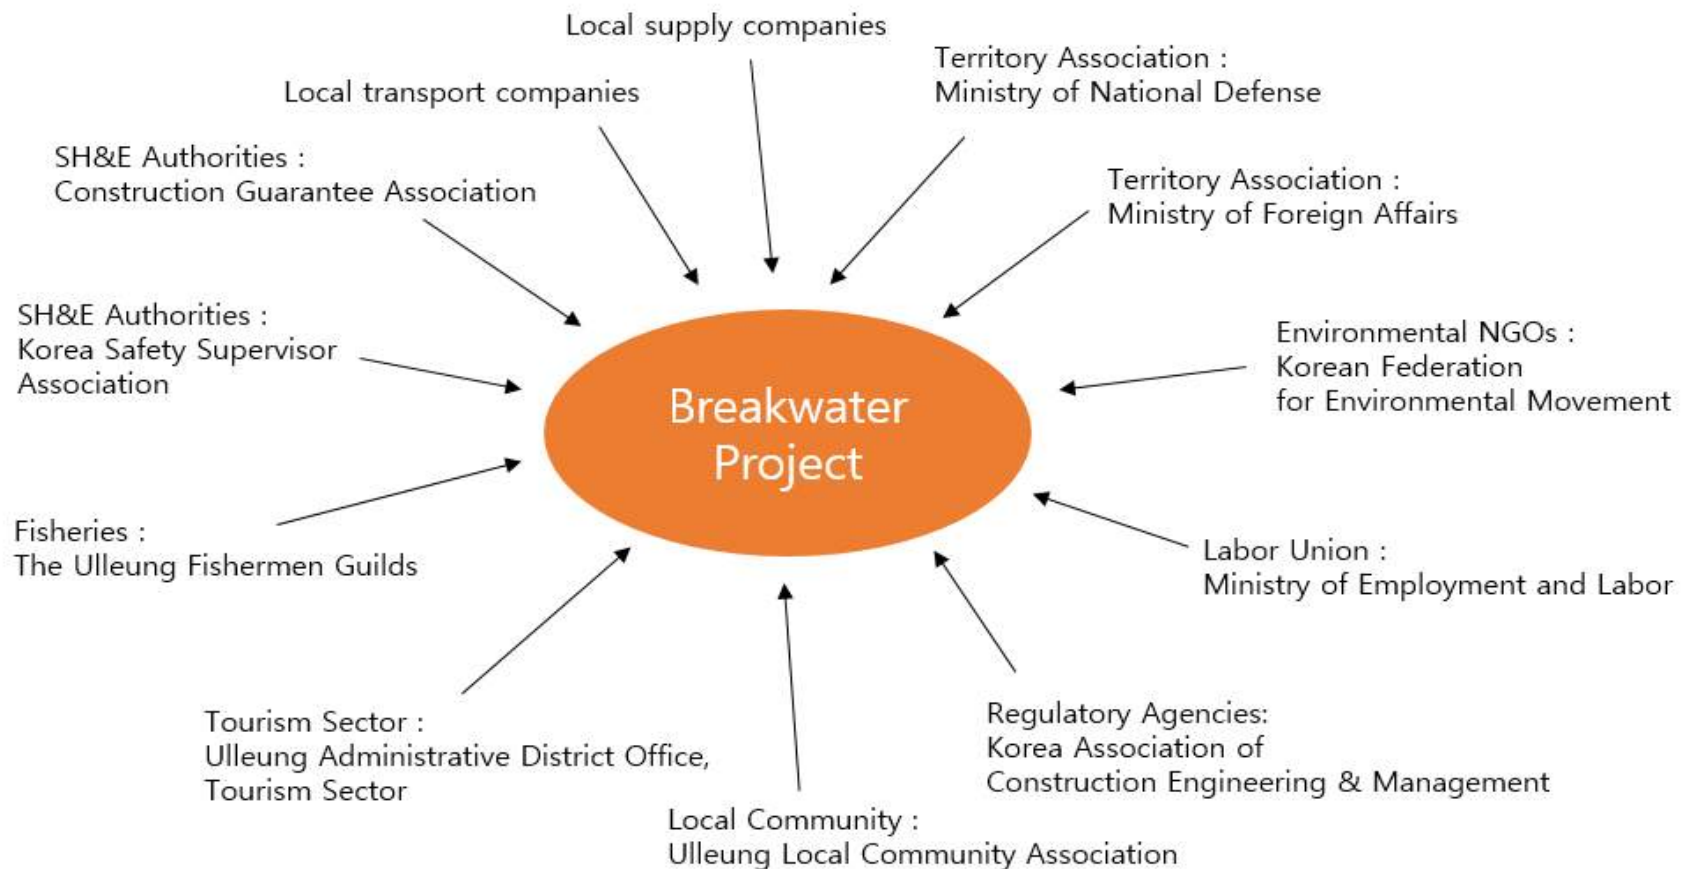 Local supply companies
Territory Association :
Ministry of National Defense
Local transport companies
SH&E Authorities :
Construction Guarantee Association
Territory Association :
Ministry of Foreign Affairs
SH&E Authorities :
Korea Safety Supervisor
Association
Environmental NGOs :
Korean Federation
for Environmental Movement
Breakwater
Project
Fisheries :
The Ulleung Fishermen Guilds
Labor Union :
Ministry of Employment and Labor
Tourism Sector :
Ulleung Administrative District Office,
Tourism Sector
Regulatory Agencies:
Korea Association of
Construction Engineering & Management
Local Community :
Ulleung Local Community Association